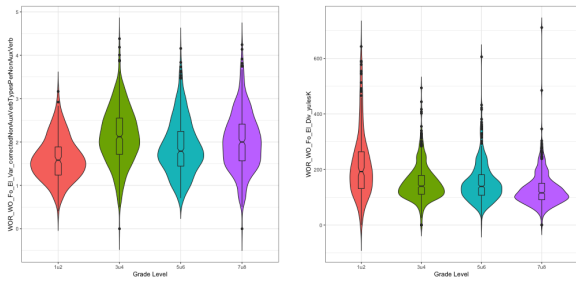 WOR_WO_Fo_El_Var_correctedNonAuxVerbTypesPerNonAuxVerb
5
4
3
2
1
0
1u2
3u4
5u6
7u8
Grade Level
WOR_WO_Fo_El_Div_yulesK
600
400
200
0
1u2
3u4
5u6
7u8
Grade Level